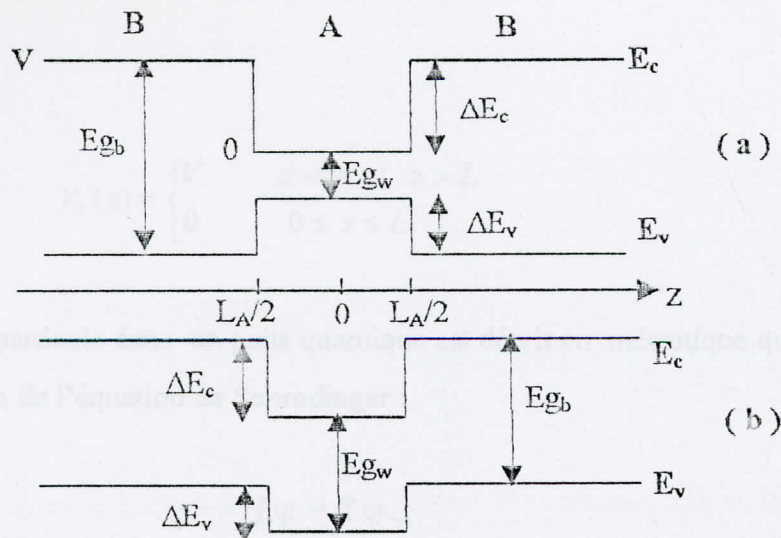 B A B
V E_c
ΔE_c
Eg_b
0
( a )
Eg_w
ΔE_v E_v
Z
L_A/2 0 L_A/2
E_c
ΔE_c
Eg_b
( b )
Eg_w
E_v
ΔE_v